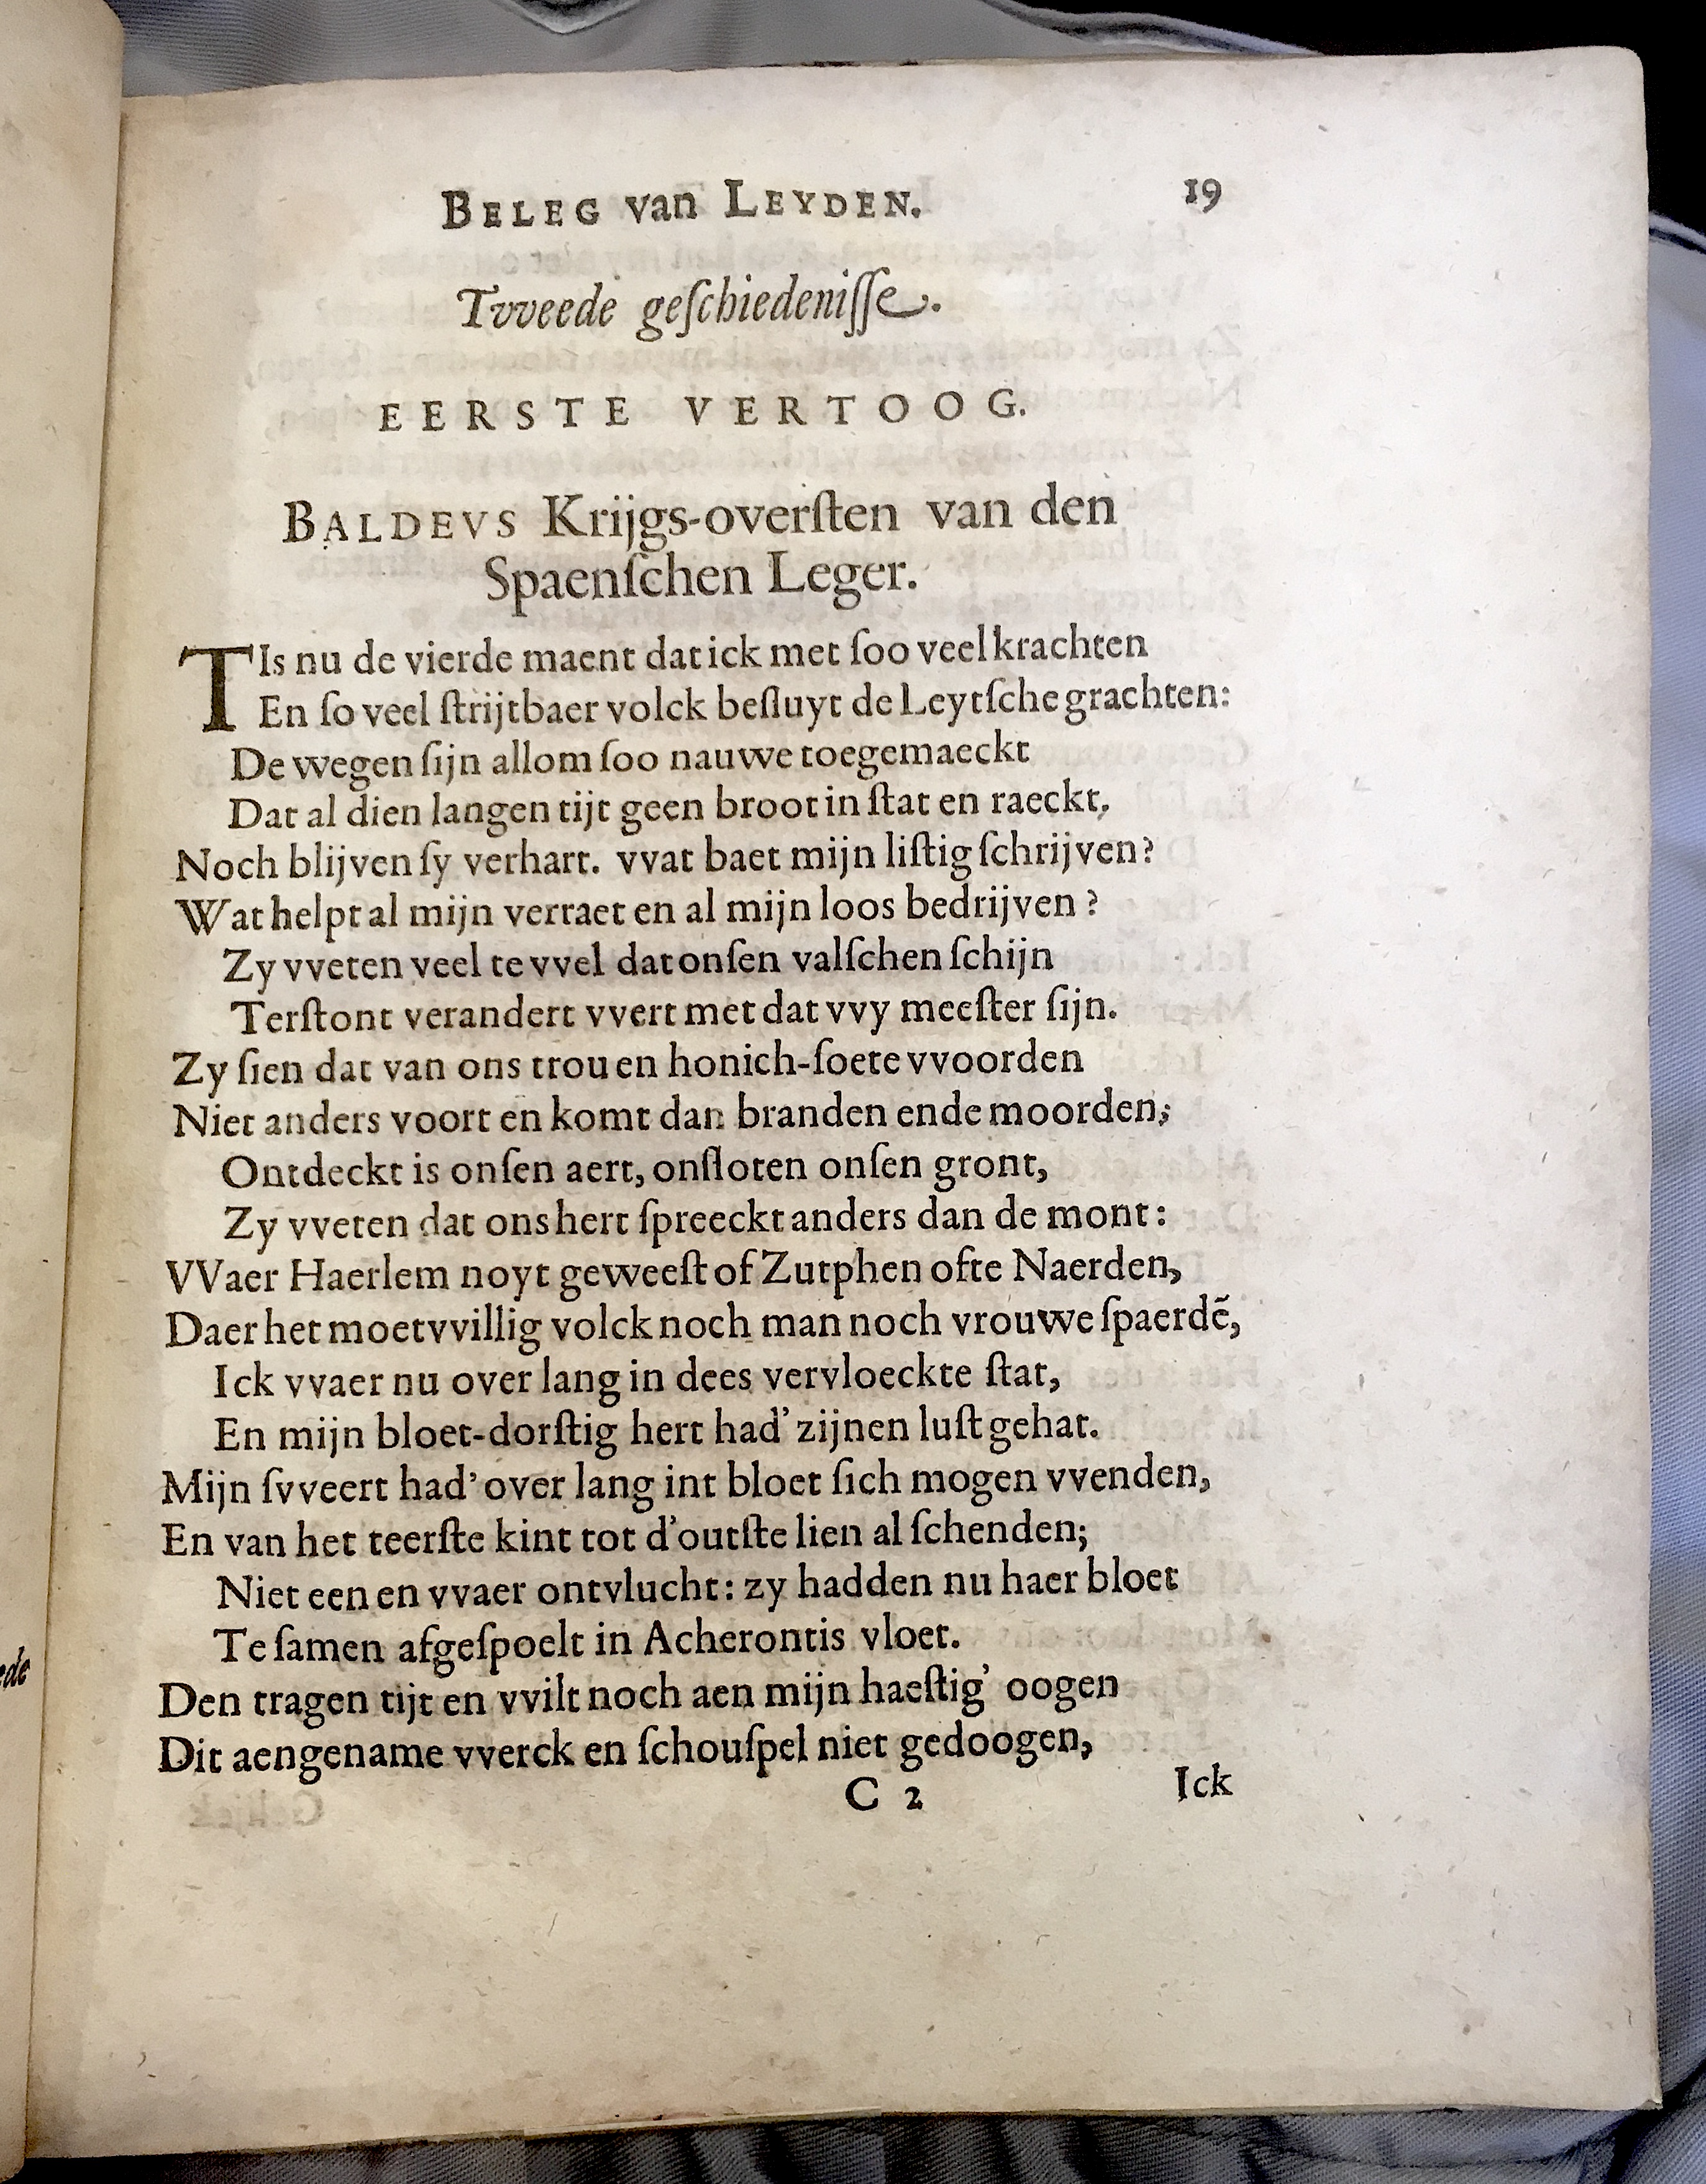 BELEG van LEYDEN. 19
Tvveede geſchiedeniſſe.
EERSTE VERTOOG.
BALDEVS Krijgs-overſten van den
Spaenſchen Leger.
TIs nu de vierde maent dat ick met ſoo veel krachten
En ſo veel ſtrijtbaer volck beſluyt de Leytſche grachten:
De wegen ſijn allom ſoo nauwe toegemaeckt
Dat al dien langen tijt geen broot in ſtat en raeckt,
Noch blijven ſy verhart. vvat baet mijn liſtig ſchrijven?
Wat helpt al mijn verraet en al mijn loos bedrijven?
Zy vveten veel te vvel dat onſen valſchen ſchijn
Terſtont verandert vvert met dat vvy meeſter ſijn.
Zy ſien dat van ons trou en honich-ſoete vvoorden
Niet anders voort en komt dan branden ende moorden;
Ontdeckt is onſen aert, onſloten onſen gront,
Zy vveten dat ons hert ſpreeckt anders dan de mont:
VVaer Haerlem noyt geweeſt of Zutphen ofte Naerden,
Daer het moetvvillig volck noch man noch vrouwe ſpaerdẽ,
Ick vvaer nu over lang in dees vervloeckte ſtat,
En mijn bloet-dorſtig hert had' zijnen luſt gehat.
Mijn ſvveert had' over lang int bloet ſich mogen vvenden,
En van het teerſte kint tot d'outſte lien al ſchenden;
Niet een en vvaer ontvlucht: zy hadden nu haer bloet
Te ſamen afgeſpoelt in Acherontis vloet.
Den tragen tijt en vvilt noch aen mijn haeſtig' oogen
Dit aengename vverck en ſchouſpel niet gedoogen,
C 2 Ick
ede